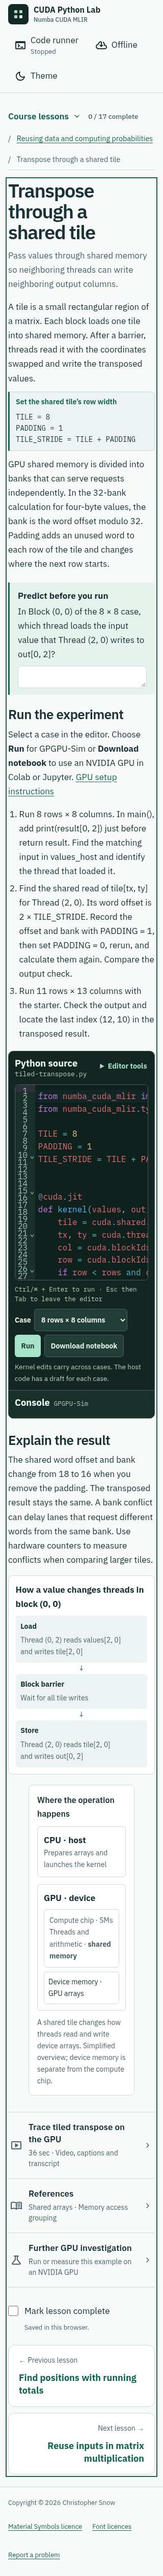 CUDA Python Lab
Numba CUDA MLIR
Code runner
Stopped
Offline
Theme
Course lessons
0 / 17 complete
/ Reusing data and computing probabilities
/ Transpose through a shared tile
Transpose
through a
shared tile
Pass values through shared memory
so neighboring threads can write
neighboring output columns.
A tile is a small rectangular region of
a matrix. Each block loads one tile
into shared memory. After a barrier,
threads read it with the coordinates
swapped and write the transposed
values.
Set the shared tile's row width
TILE = 8
PADDING = 1
TILE_STRIDE = TILE + PADDING
GPU shared memory is divided into
banks that can serve requests
independently. In the 32-bank
calculation for four-byte values, the
bank is the word offset modulo 32.
Padding adds an unused word to
each row of the tile and changes
where the next row starts.
Predict before you run
In Block (0, 0) of the 8 × 8 case,
which thread loads the input
value that Thread (2, 0) writes to
out[0, 2]?
Run the experiment
Select a case in the editor. Choose
Run for GPGPU-Sim or Download
notebook to use an NVIDIA GPU in
Colab or Jupyter. GPU setup
instructions
1. Run 8 rows × 8 columns. In main(),
add print(result[0, 2]) just before
return result. Find the matching
input in values_host and identify
the thread that loaded it.
2. Find the shared read of tile[tx, ty]
for Thread (2, 0). Its word offset is
2 × TILE_STRIDE. Record the
offset and bank with PADDING = 1,
then set PADDING = 0, rerun, and
calculate them again. Compare the
output check.
3. Run 11 rows × 13 columns with
the starter. Check the output and
locate the last index (12, 10) in the
transposed result.
Python source
tiled-transpose.py
Editor tools
from numba_cuda_mlir im
from numba_cuda_mlir.ty
TILE = 8
PADDING = 1
TILE_STRIDE = TILE + PA
@cuda.jit
def kernel(values, out
tile = cuda.shared
tx, ty = cuda.threa
col = cuda.blockIdx
row = cuda.blockIdx
if row < rows and c
Ctrl/⌘ + Enter to run · Esc then
Tab to leave the editor
Case 8 rows × 8 columns
Run
Download notebook
Kernel edits carry across cases. The host
code has a draft for each case.
Console GPGPU-Sim
Explain the result
The shared word offset and bank
change from 18 to 16 when you
remove the padding. The transposed
result stays the same. A bank conflict
can delay lanes that request different
words from the same bank. Use
hardware counters to measure
conflicts when comparing larger tiles.
How a value changes threads in
block (0, 0)
Load
Thread (0, 2) reads values[2, 0]
and writes tile[2, 0]
↓
Block barrier
Wait for all tile writes
↓
Store
Thread (2, 0) reads tile[2, 0]
and writes out[0, 2]
Where the operation
happens
CPU · host
Prepares arrays and
launches the kernel
GPU · device
Compute chip · SMs
Threads and
arithmetic · shared
memory
Device memory ·
GPU arrays
A shared tile changes how
threads read and write
device arrays. Simplified
overview; device memory is
separate from the compute
chip.
Trace tiled transpose on
the GPU
36 sec · Video, captions and
transcript
References
Shared arrays · Memory access
grouping
Further GPU investigation
Run or measure this example on
an NVIDIA GPU
Mark lesson complete
Saved in this browser.
← Previous lesson
Find positions with running
totals
Next lesson →
Reuse inputs in matrix
multiplication
Copyright © 2026 Christopher Snow
Material Symbols licence
Font licences
Report a problem